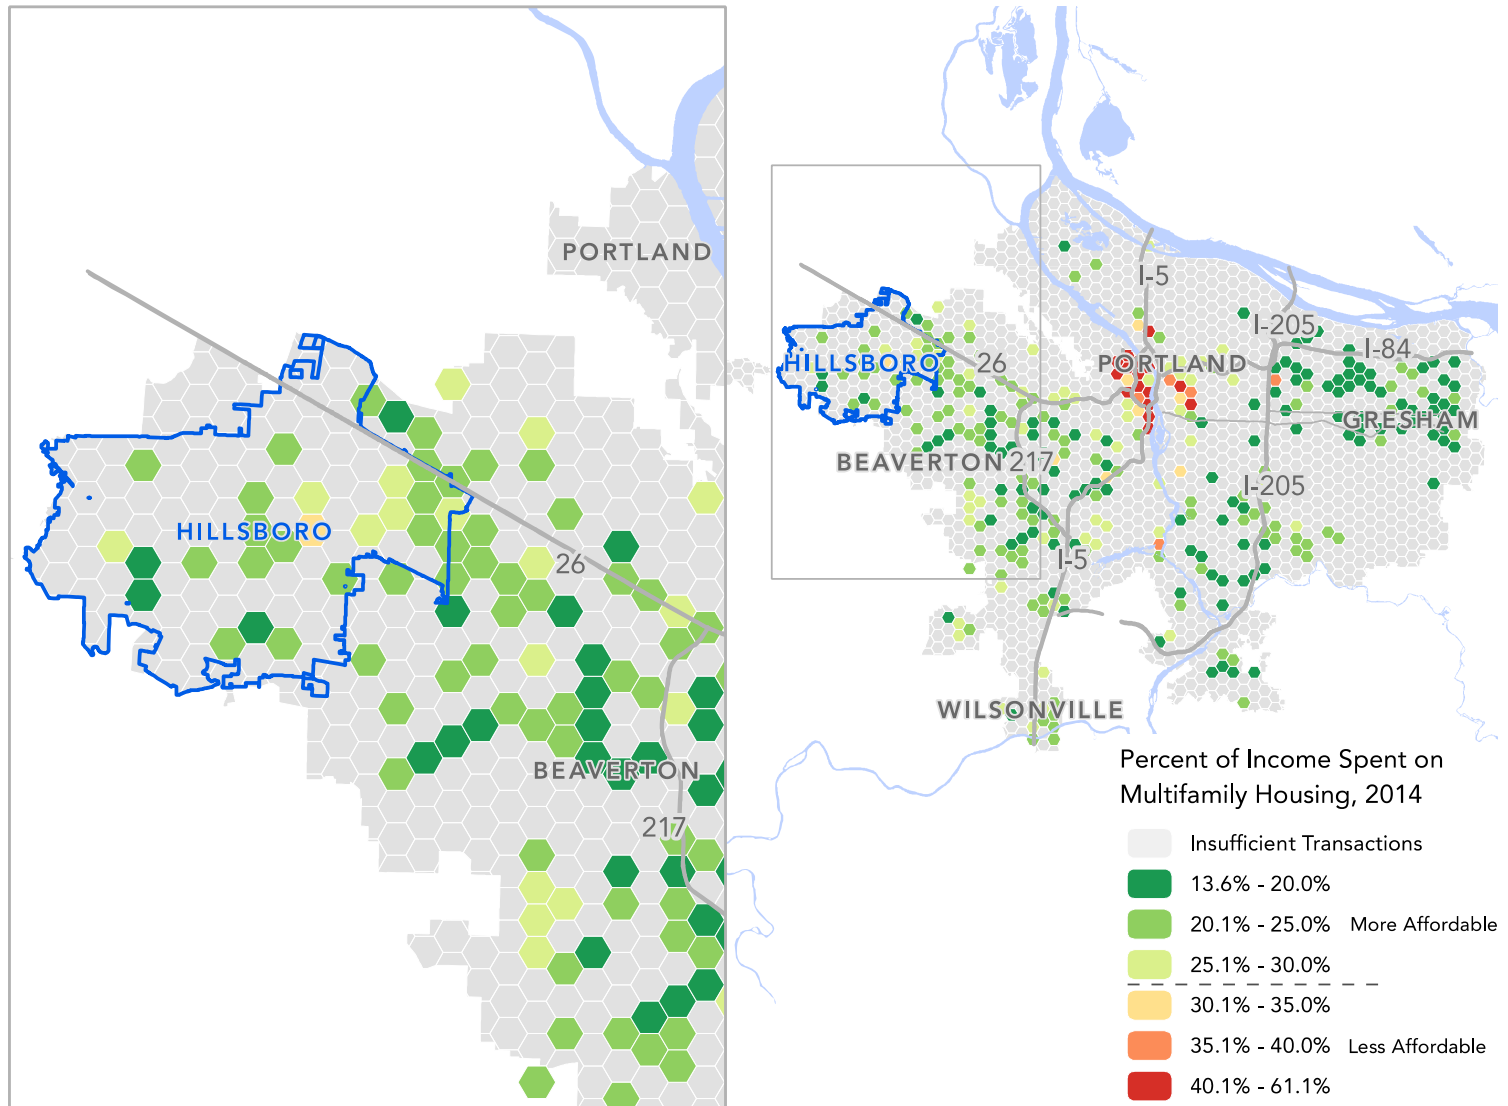 PORTLAND
HILLSBORO
26
BEAVERTON
217
I-5
I-205
PORTLAND
I-84
HILLSBORO
26
GRESHAM
BEAVERTON
217
I-205
I-5
WILSONVILLE
Percent of Income Spent on
Multifamily Housing, 2014
Insufficient Transactions
13.6% - 20.0%
20.1% - 25.0% More Affordable
25.1% - 30.0%
30.1% - 35.0%
35.1% - 40.0% Less Affordable
40.1% - 61.1%